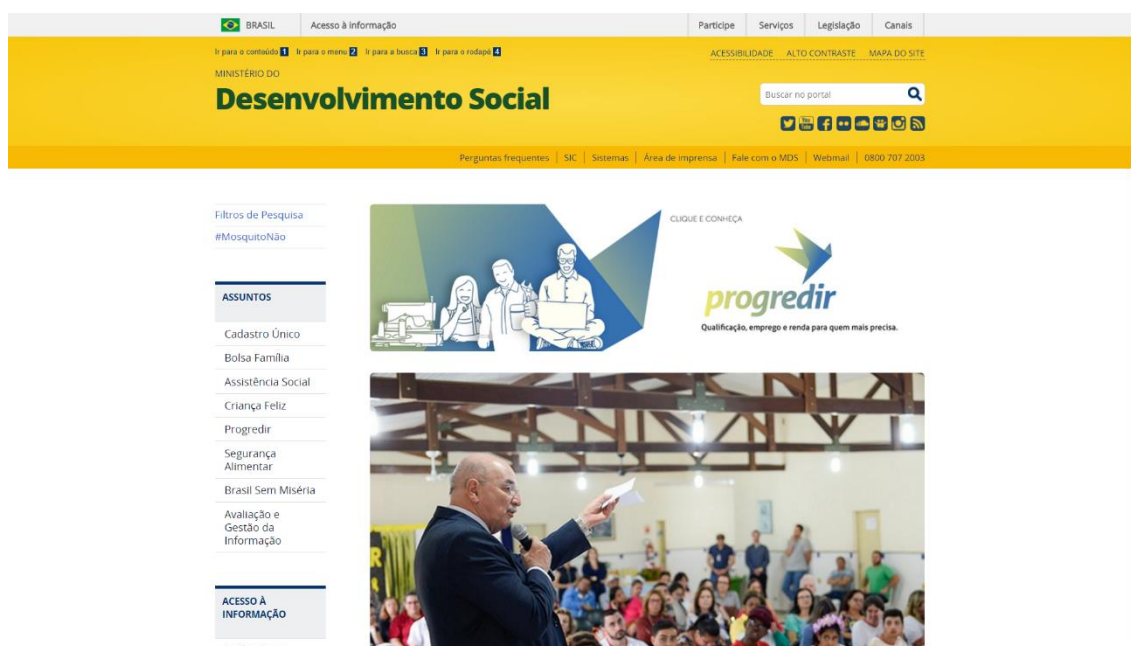 BRASIL Acesso à informação Participe Serviços Legislação Canais
Ir para o conteúdo 1 Ir para o menu 2 Ir para a busca 3 Ir para o rodapé 4 ACESSIBILIDADE ALTO CONTRASTE MAPA DO SITE
MINISTÉRIO DO
Desenvolvimento Social
Buscar no portal
Perguntas frequentes | SIC | Sistemas | Área de imprensa | Fale com o MDS | Webmail | 0800 707 2003
Filtros de Pesquisa
#MosquitoNão
ASSUNTOS
Cadastro Único
Bolsa Família
Assistência Social
Criança Feliz
Progredir
Segurança
Alimentar
Brasil Sem Miséria
Avaliação e
Gestão da
Informação
ACESSO À
INFORMAÇÃO
CLIQUE E CONHEÇA
progredir
Qualificação, emprego e renda para quem mais precisa.